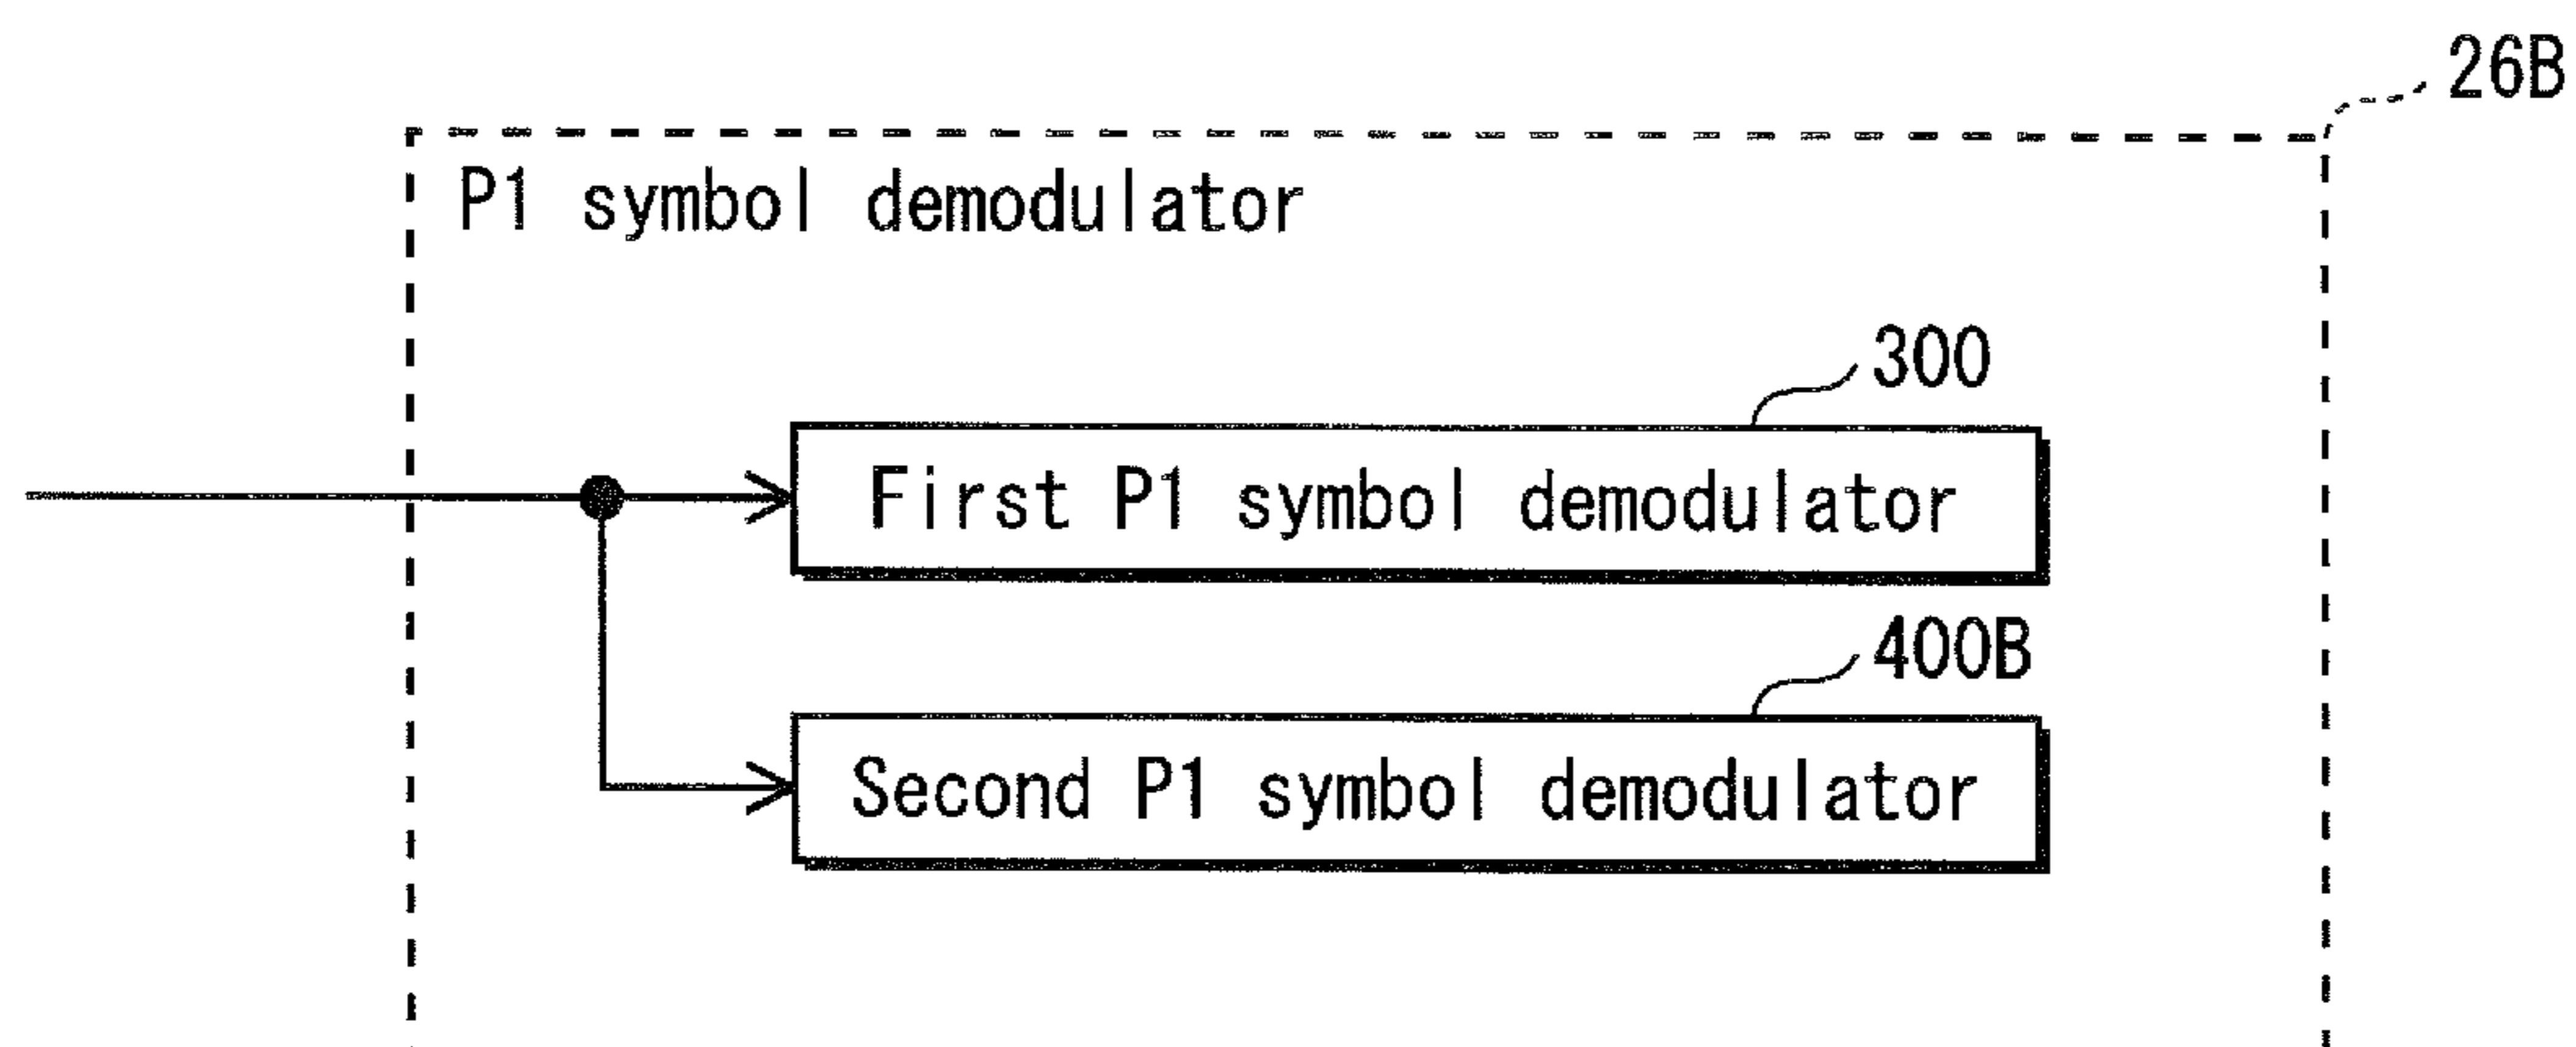 26B
P1 symbol demodulator
300
First P1 symbol demodulator
400B
Second P1 symbol demodulator